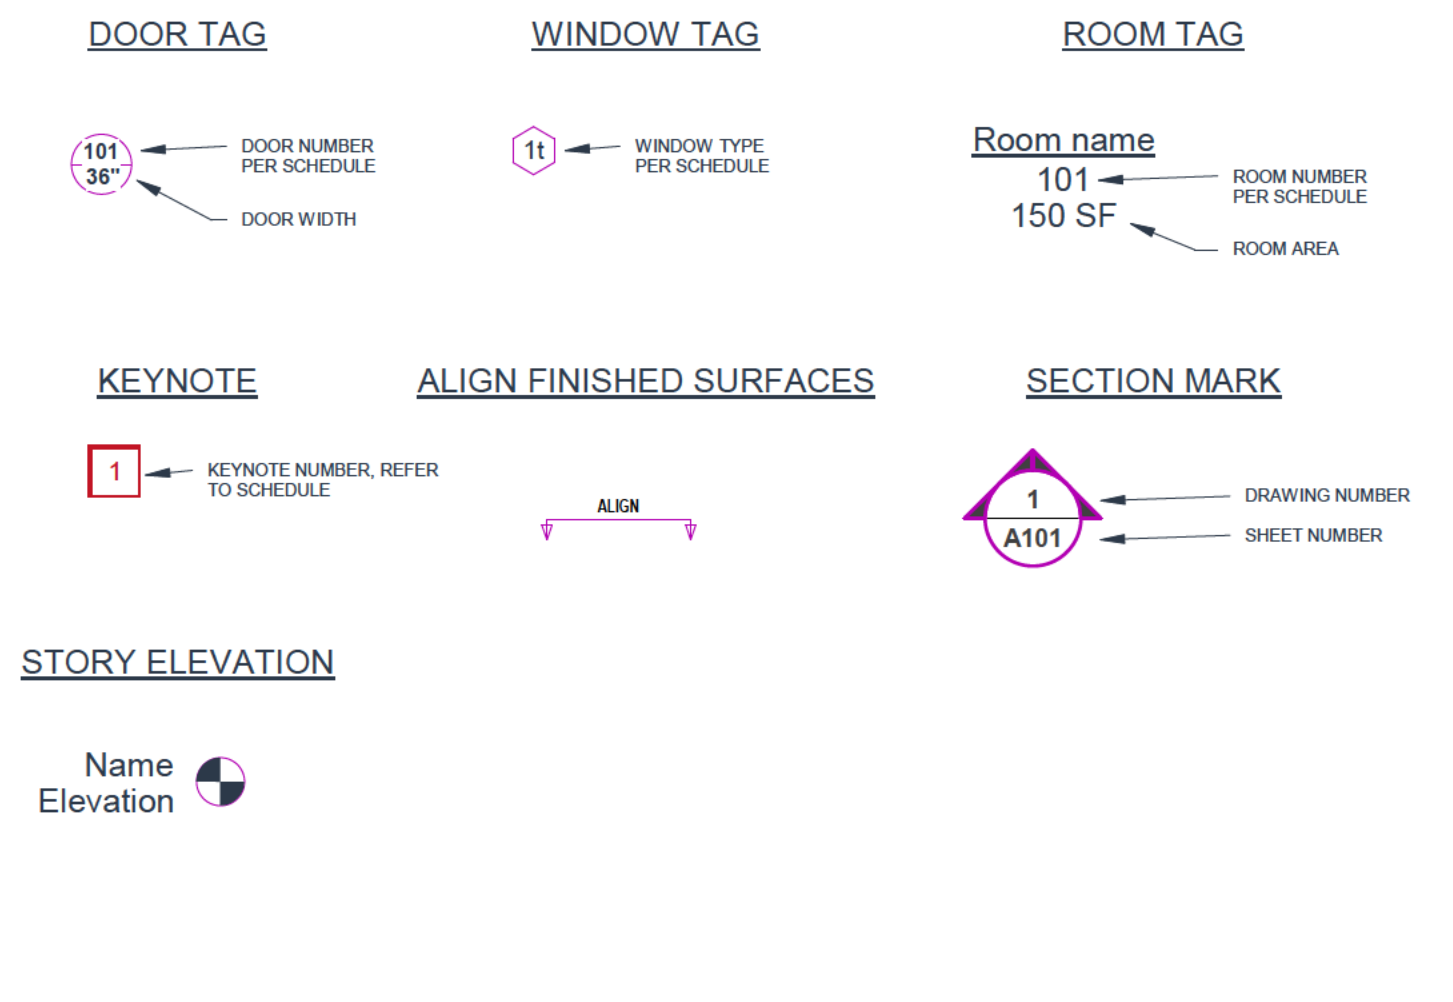 DOOR TAG
WINDOW TAG
ROOM TAG
101
36"
DOOR NUMBER
PER SCHEDULE
DOOR WIDTH
1t
WINDOW TYPE
PER SCHEDULE
Room name
101
150 SF
ROOM NUMBER
PER SCHEDULE
ROOM AREA
KEYNOTE
ALIGN FINISHED SURFACES
SECTION MARK
1
KEYNOTE NUMBER, REFER
TO SCHEDULE
ALIGN
1
A101
DRAWING NUMBER
SHEET NUMBER
STORY ELEVATION
Name
Elevation